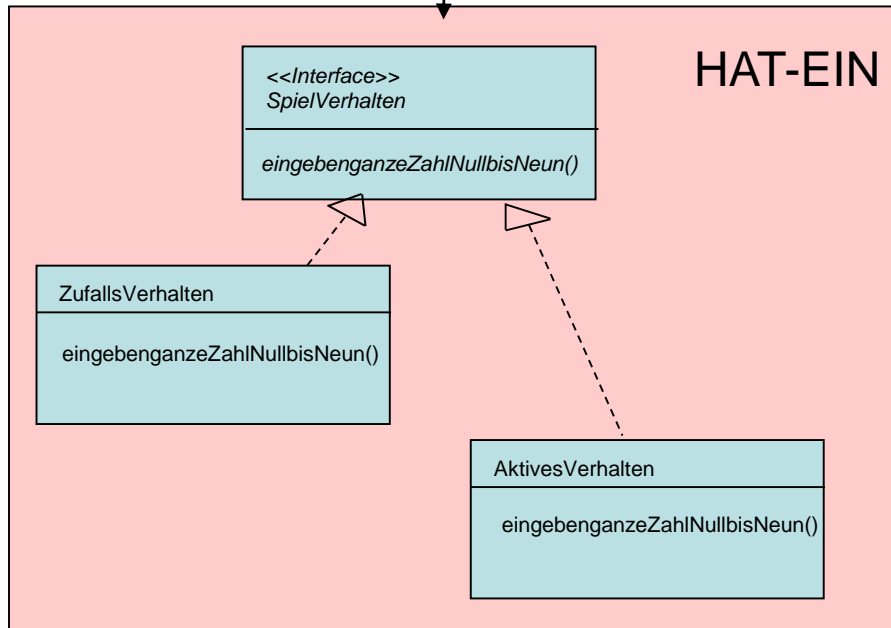 HAT-EIN
<<Interface>>
SpielVerhalten
eingebenganzeZahlNullbisNeun()
ZufallsVerhalten
eingebenganzeZahlNullbisNeun()
AktivesVerhalten
eingebenganzeZahlNullbisNeun()